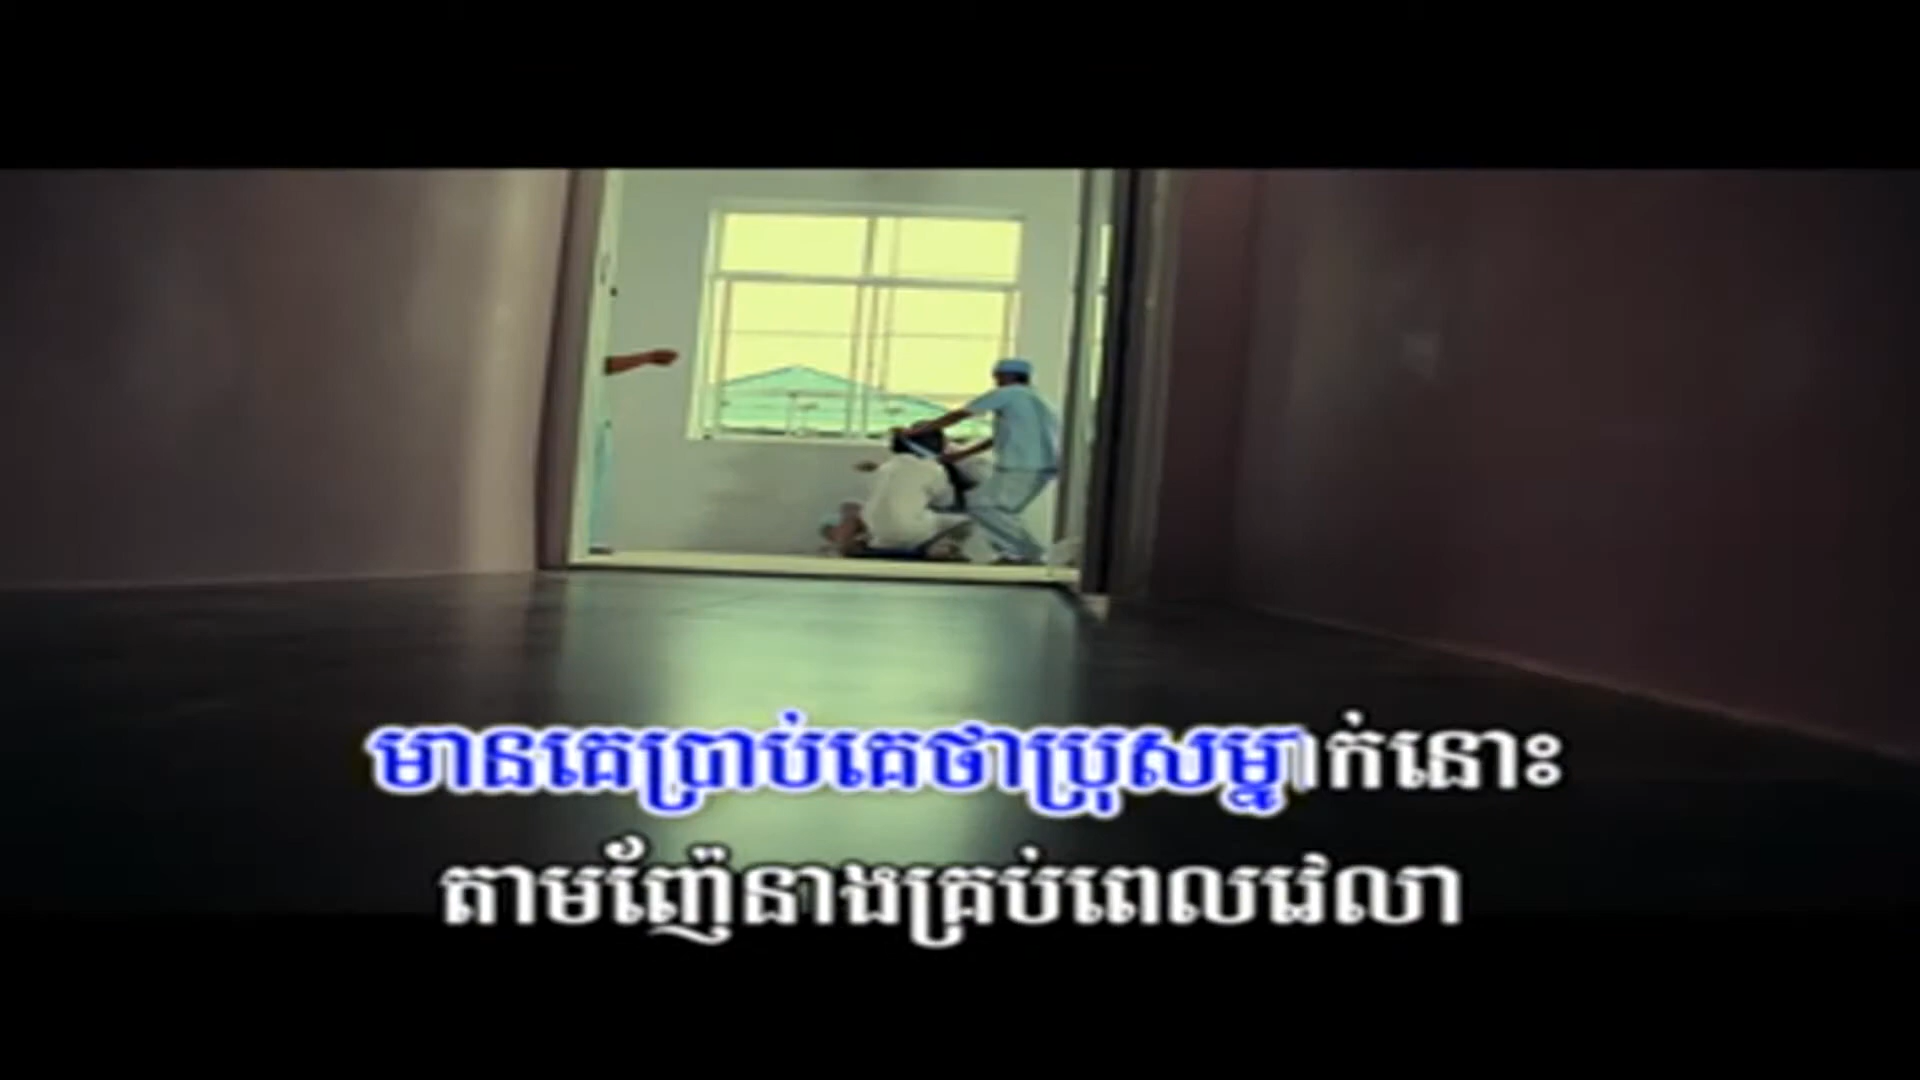 មានគេប្រាប់គេថាប្រុសម្នាក់នោះ
តាមញ៉ែនាងគ្រប់ពេលវេលា